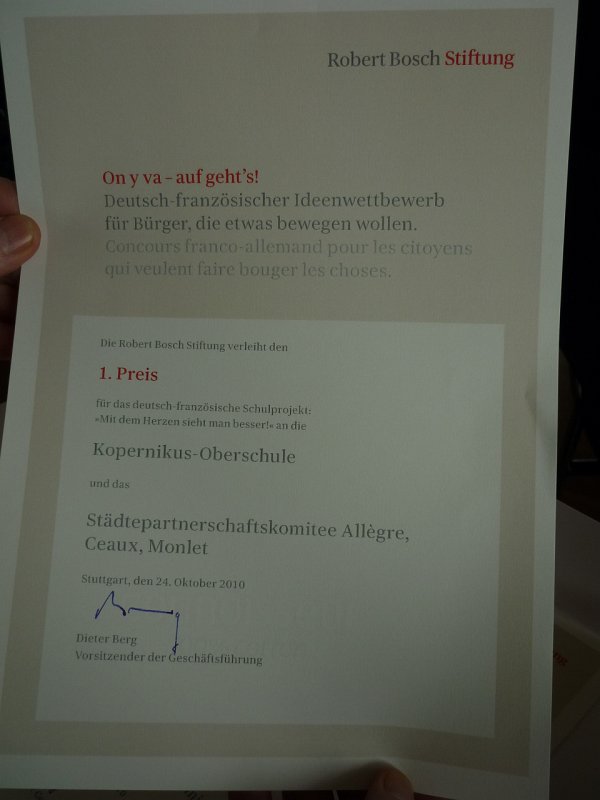 Robert Bosch Stiftung
On y va – auf geht's!
Deutsch-französischer Ideenwettbewerb
für Bürger, die etwas bewegen wollen.
Concours franco-allemand pour les citoyens
qui veulent faire bouger les choses.
Die Robert Bosch Stiftung verleiht den
1. Preis
für das deutsch-französische Schulprojekt:
»Mit dem Herzen sieht man besser!« an die
Kopernikus-Oberschule
und das
Städtepartnerschaftskomitee Allègre,
Ceaux, Monlet
Stuttgart, den 24. Oktober 2010
Dieter Berg
Vorsitzender der Geschäftsführung